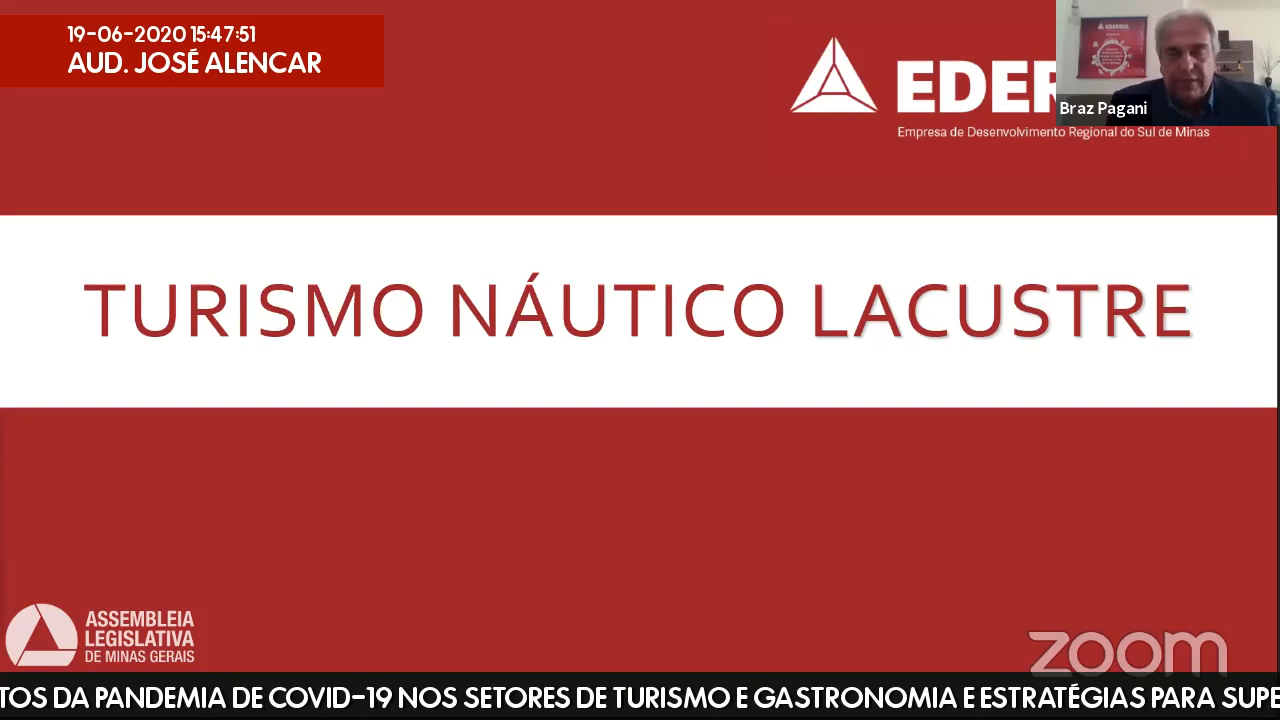 19-06-2020 15:47:51
AUD. JOSÉ ALENCAR
EDERSUL
Braz Pagani
Empresa de Desenvolvimento Regional do Sul de Minas
TURISMO NÁUTICO LACUSTRE
ASSEMBLEIA
LEGISLATIVA
DE MINAS GERAIS
zoom
TOS DA PANDEMIA DE COVID-19 NOS SETORES DE TURISMO E GASTRONOMIA E ESTRATÉGIAS PARA SUPE